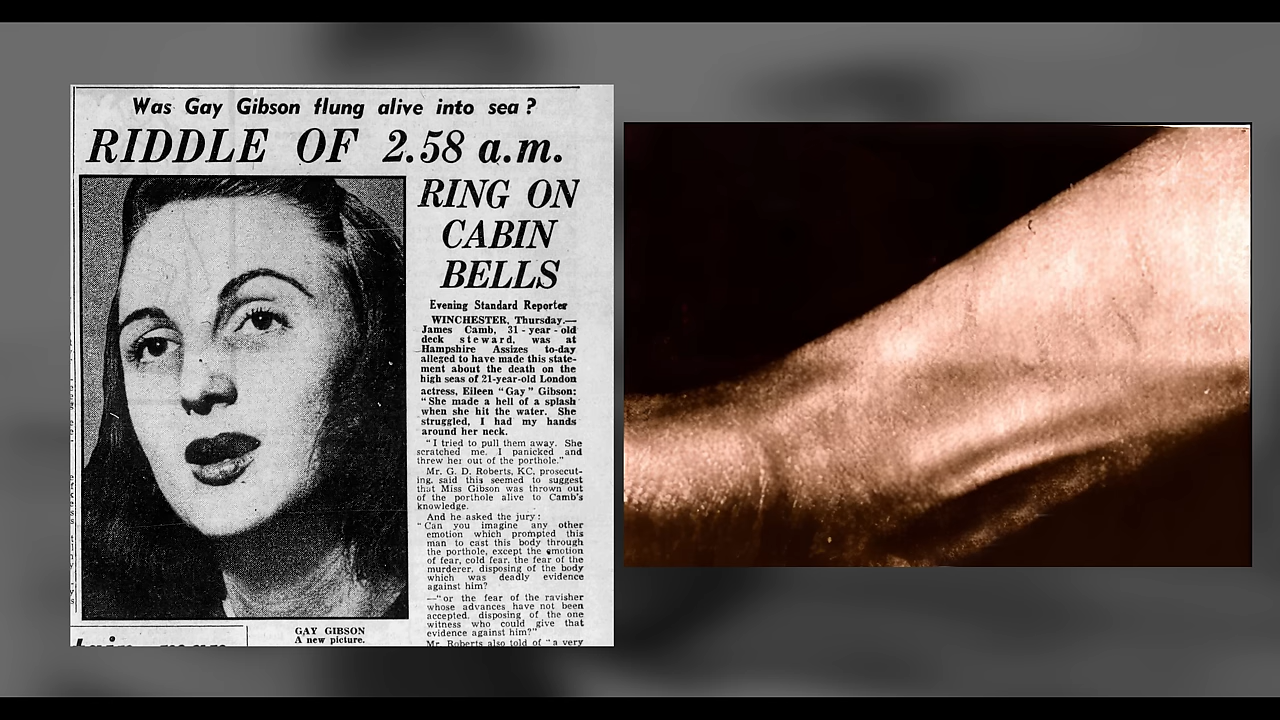 Was Gay Gibson flung alive into sea?
RIDDLE OF 2.58 a.m.
RING ON
CABIN
BELLS
Evening Standard Reporter
WINCHESTER, Thursday.—
James Camb, 31-year-old
deck steward, was at
Hampshire Assizes to-day
alleged to have made this state-
ment about the death on the
high seas of 21-year-old London
actress, Eileen "Gay" Gibson:
"She made a hell of a splash
when she hit the water. She
struggled, I had my hands
around her neck.
"I tried to pull them away. She
scratched me. I panicked and
threw her out of the porthole."
Mr. G. D. Roberts, KC, prosecut-
ing, said this seemed to suggest
that Miss Gibson was thrown out
of the porthole alive to Camb's
knowledge.
And he asked the jury:
"Can you imagine any other
emotion which prompted this
man to cast this body through
the porthole, except the emotion
of fear, cold fear, the fear of the
murderer, disposing of the body
which was deadly evidence
against him?
—"or the fear of the ravisher
whose advances have not been
accepted, disposing of the one
witness who could give that
evidence against him?"
Mr. Roberts also told of "a very
GAY GIBSON
A new picture.